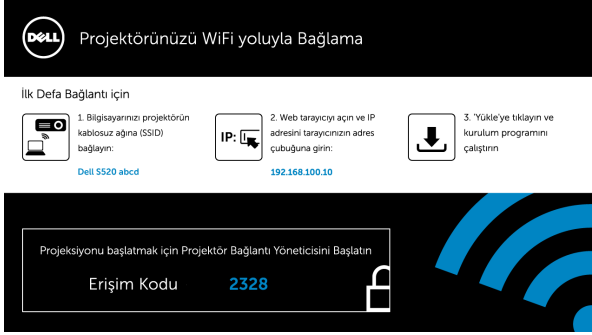 DELL
Projektörünüzü WiFi yoluyla Bağlama
İlk Defa Bağlantı için
1. Bilgisayarınızı projektörün
kablosuz ağına (SSID)
bağlayın:
Dell S520 abcd
IP:
2. Web tarayıcıyı açın ve IP
adresini tarayıcınızın adres
çubuğuna girin:
192.168.100.10
3. 'Yükle'ye tıklayın ve
kurulum programını
çalıştırın
Projeksiyonu başlatmak için Projektör Bağlantı Yöneticisini Başlatın
Erişim Kodu 2328